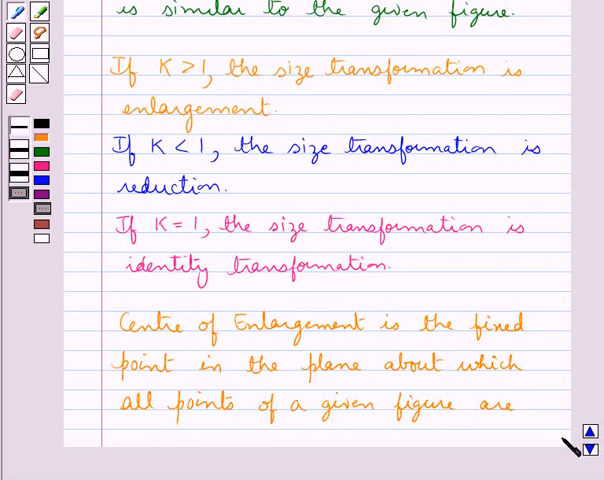 is similar to the given figure.
If K > 1, the size transformation is
enlargement.
If K < 1, the size transformation is
reduction.
If K = 1, the size transformation is
identity transformation.
Centre of Enlargement is the fixed
point in the plane about which
all points of a given figure are